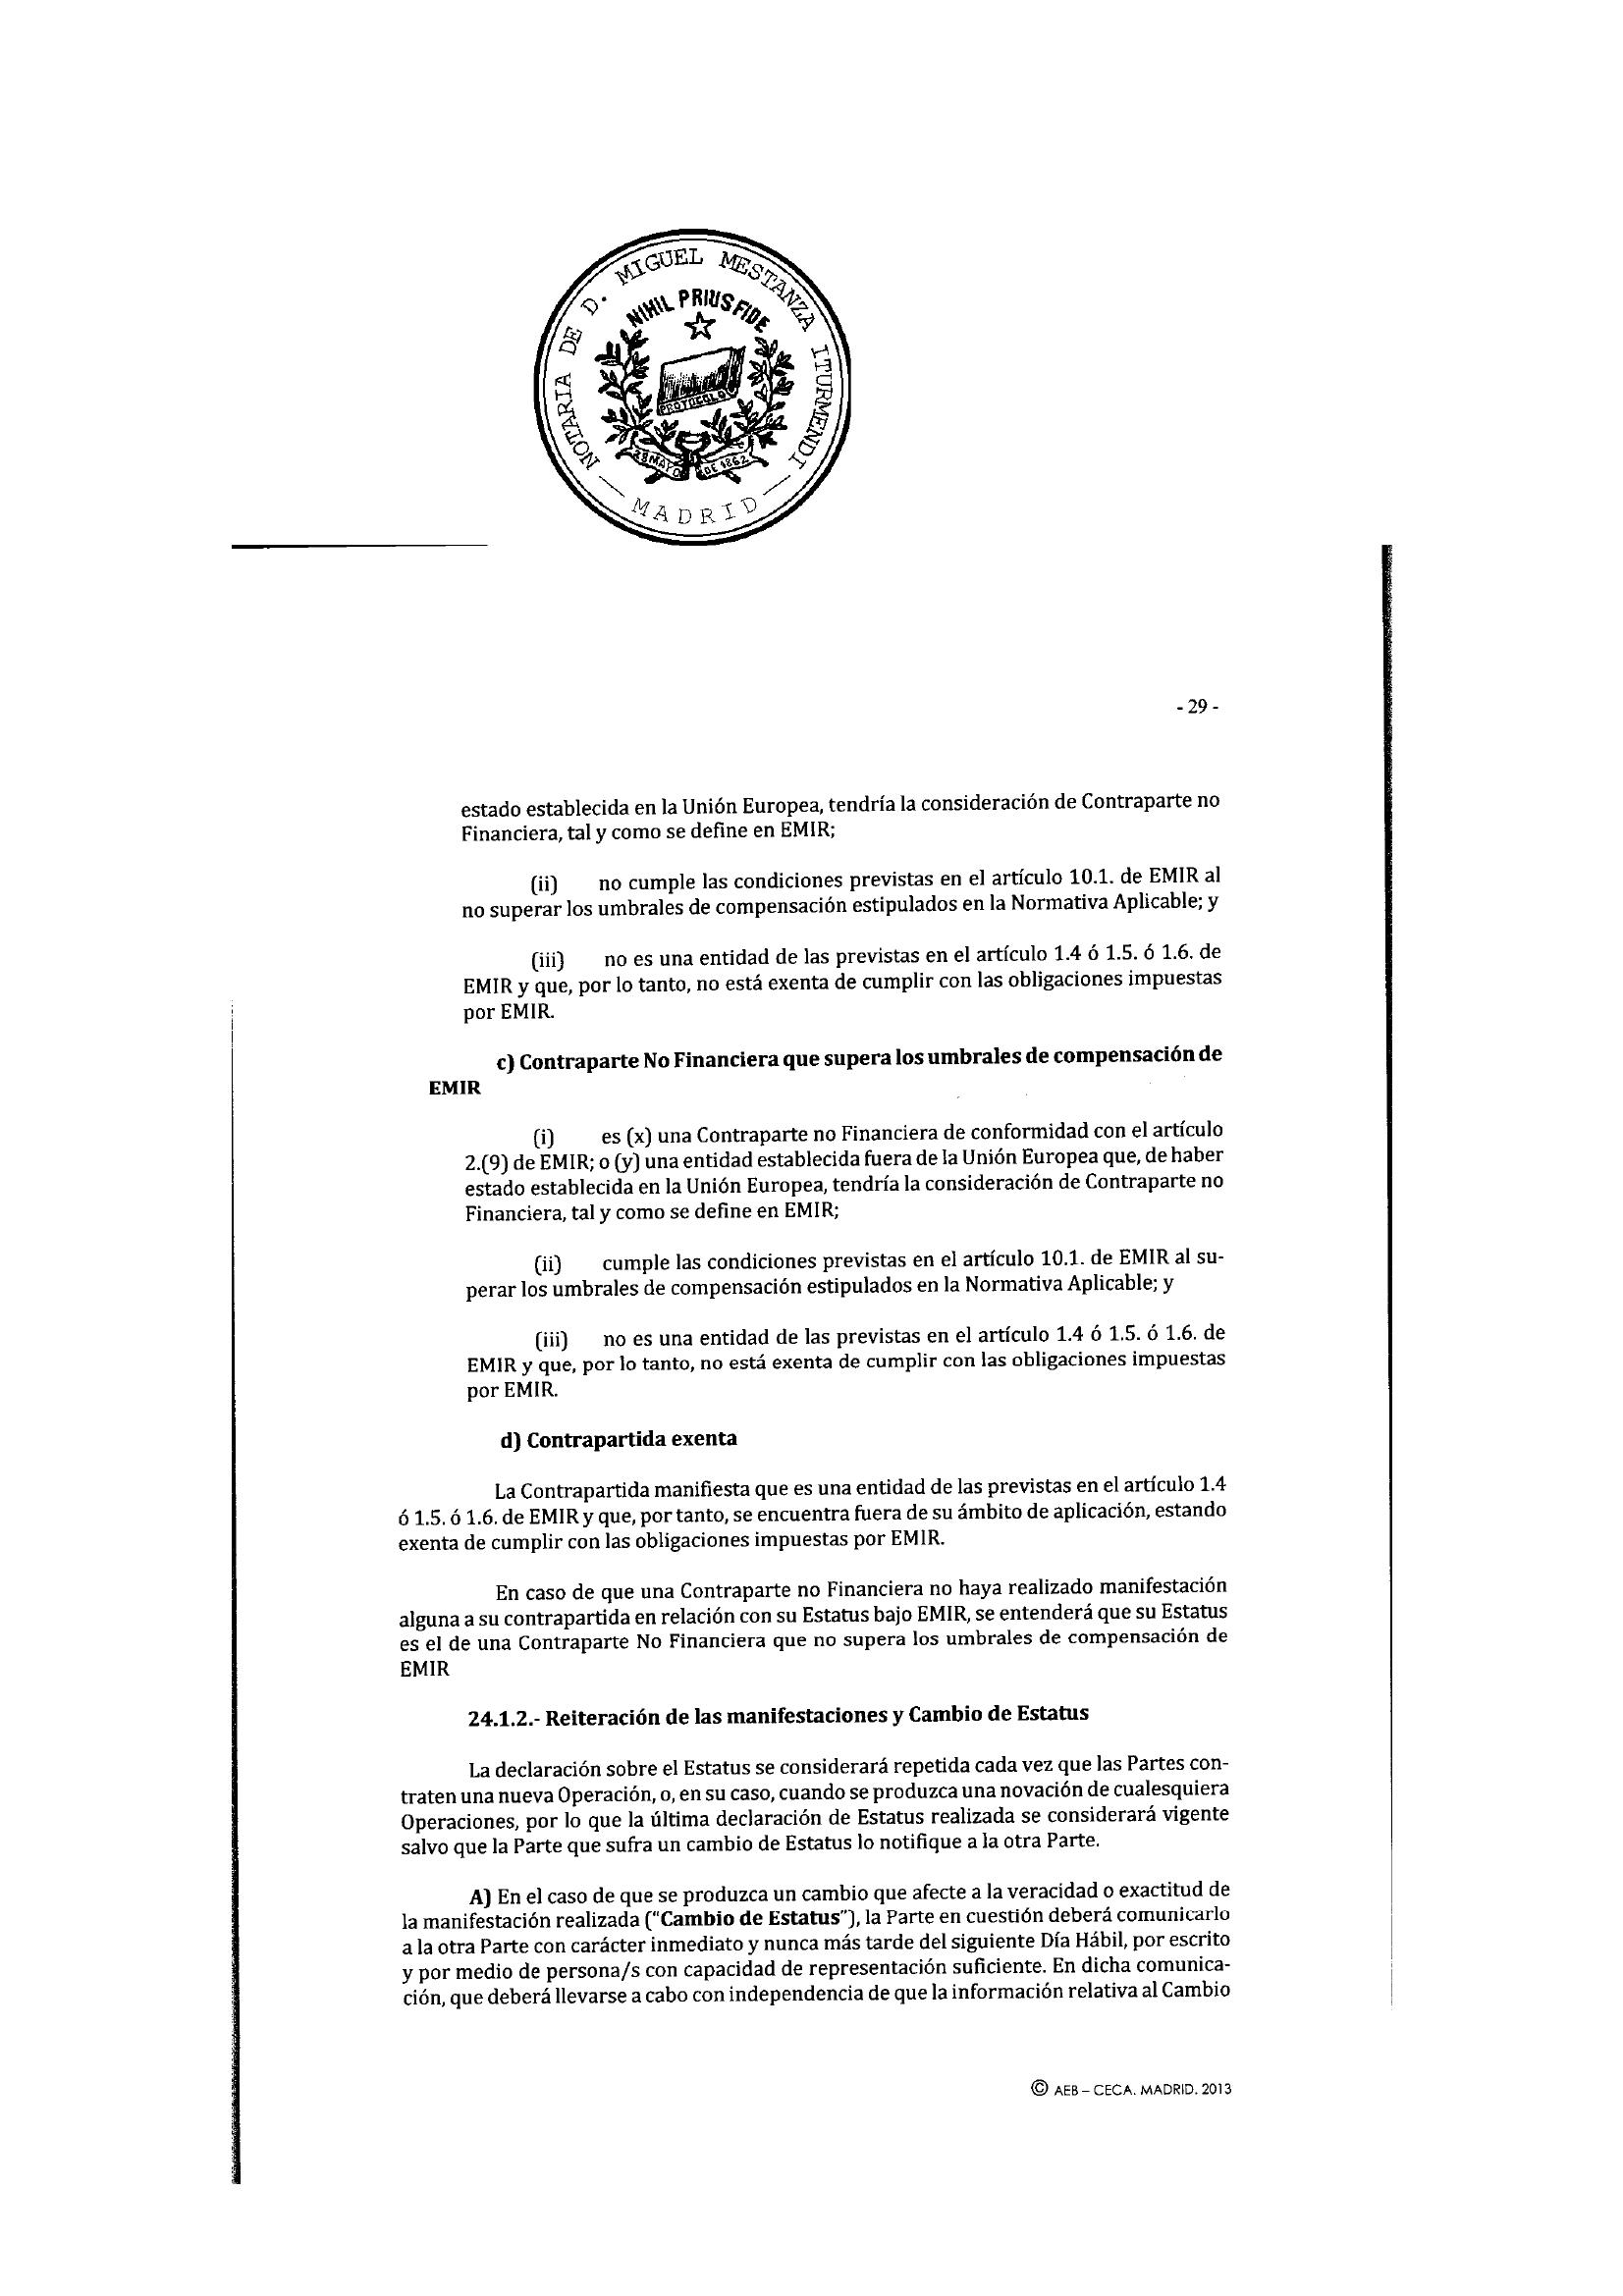 NOTARIA DE D. MIGUEL MESTANZA ITURMENDI
NIHIL PRIUS FIDE
PROTOCOLO
28 MAYO DE 1862
— MADRID —
- 29 -
estado establecida en la Unión Europea, tendría la consideración de Contraparte no
Financiera, tal y como se define en EMIR;
(ii) no cumple las condiciones previstas en el artículo 10.1. de EMIR al
no superar los umbrales de compensación estipulados en la Normativa Aplicable; y
(iii) no es una entidad de las previstas en el artículo 1.4 ó 1.5. ó 1.6. de
EMIR y que, por lo tanto, no está exenta de cumplir con las obligaciones impuestas
por EMIR.
c) Contraparte No Financiera que supera los umbrales de compensación de
EMIR
(i) es (x) una Contraparte no Financiera de conformidad con el artículo
2.(9) de EMIR; o (y) una entidad establecida fuera de la Unión Europea que, de haber
estado establecida en la Unión Europea, tendría la consideración de Contraparte no
Financiera, tal y como se define en EMIR;
(ii) cumple las condiciones previstas en el artículo 10.1. de EMIR al su-
perar los umbrales de compensación estipulados en la Normativa Aplicable; y
(iii) no es una entidad de las previstas en el artículo 1.4 ó 1.5. ó 1.6. de
EMIR y que, por lo tanto, no está exenta de cumplir con las obligaciones impuestas
por EMIR.
d) Contrapartida exenta
La Contrapartida manifiesta que es una entidad de las previstas en el artículo 1.4
ó 1.5. ó 1.6. de EMIR y que, por tanto, se encuentra fuera de su ámbito de aplicación, estando
exenta de cumplir con las obligaciones impuestas por EMIR.
En caso de que una Contraparte no Financiera no haya realizado manifestación
alguna a su contrapartida en relación con su Estatus bajo EMIR, se entenderá que su Estatus
es el de una Contraparte No Financiera que no supera los umbrales de compensación de
EMIR
24.1.2.- Reiteración de las manifestaciones y Cambio de Estatus
La declaración sobre el Estatus se considerará repetida cada vez que las Partes con-
traten una nueva Operación, o, en su caso, cuando se produzca una novación de cualesquiera
Operaciones, por lo que la última declaración de Estatus realizada se considerará vigente
salvo que la Parte que sufra un cambio de Estatus lo notifique a la otra Parte.
A) En el caso de que se produzca un cambio que afecte a la veracidad o exactitud de
la manifestación realizada ("Cambio de Estatus"), la Parte en cuestión deberá comunicarlo
a la otra Parte con carácter inmediato y nunca más tarde del siguiente Día Hábil, por escrito
y por medio de persona/s con capacidad de representación suficiente. En dicha comunica-
ción, que deberá llevarse a cabo con independencia de que la información relativa al Cambio
© AEB – CECA. MADRID. 2013